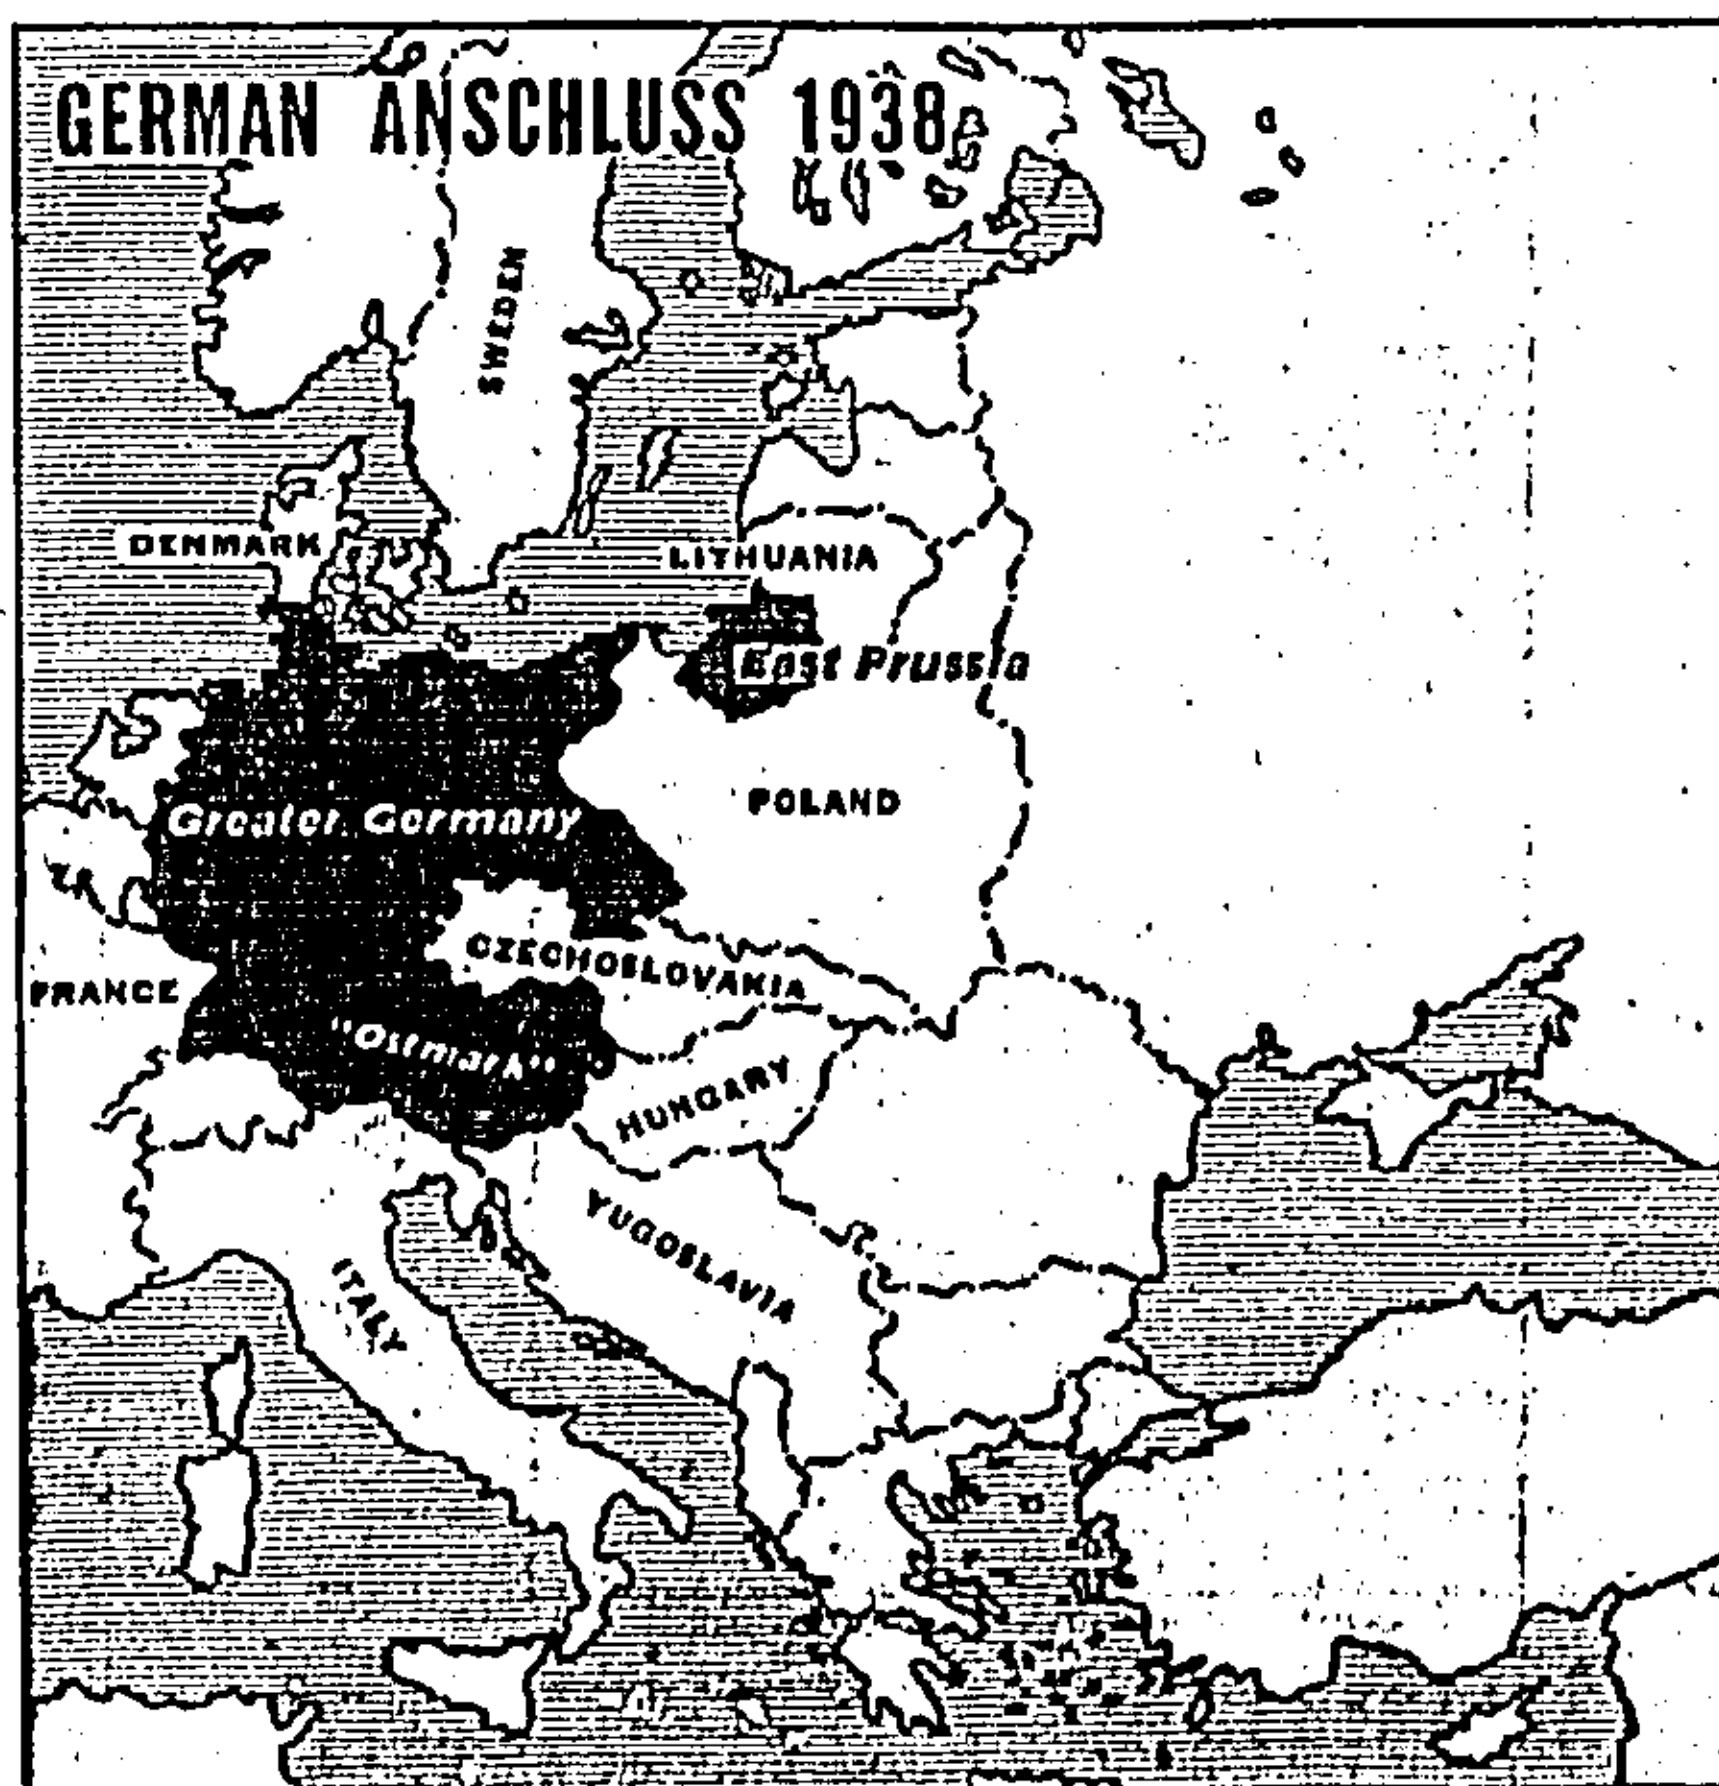 GERMAN ANSCHLUSS 1938
SWEDEN
DENMARK
LITHUANIA
East Prussia
POLAND
Greater Germany
CZECHOSLOVAKIA
FRANCE
"Ostmark"
HUNGARY
YUGOSLAVIA
ITALY